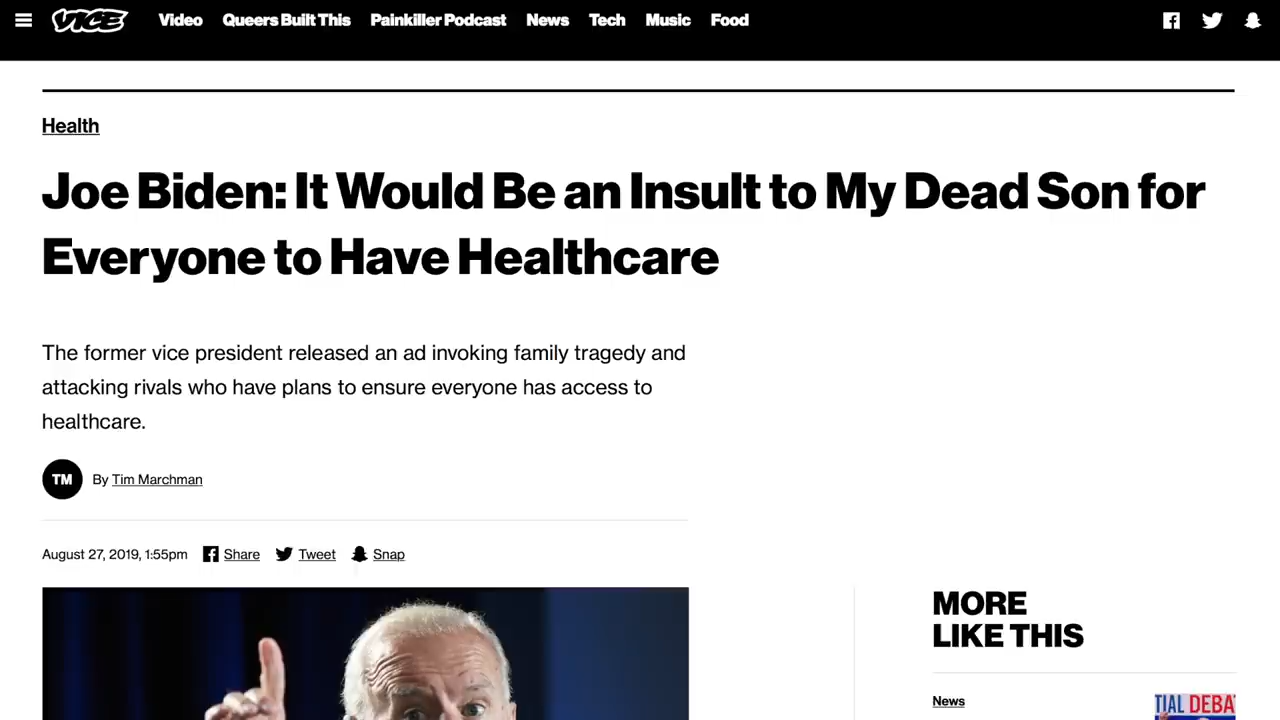 VICE Video Queers Built This Painkiller Podcast News Tech Music Food
Health
Joe Biden: It Would Be an Insult to My Dead Son for
Everyone to Have Healthcare
The former vice president released an ad invoking family tragedy and
attacking rivals who have plans to ensure everyone has access to
healthcare.
TM By Tim Marchman
August 27, 2019, 1:55pm Share Tweet Snap
MORE
LIKE THIS
News
TIAL DEBA